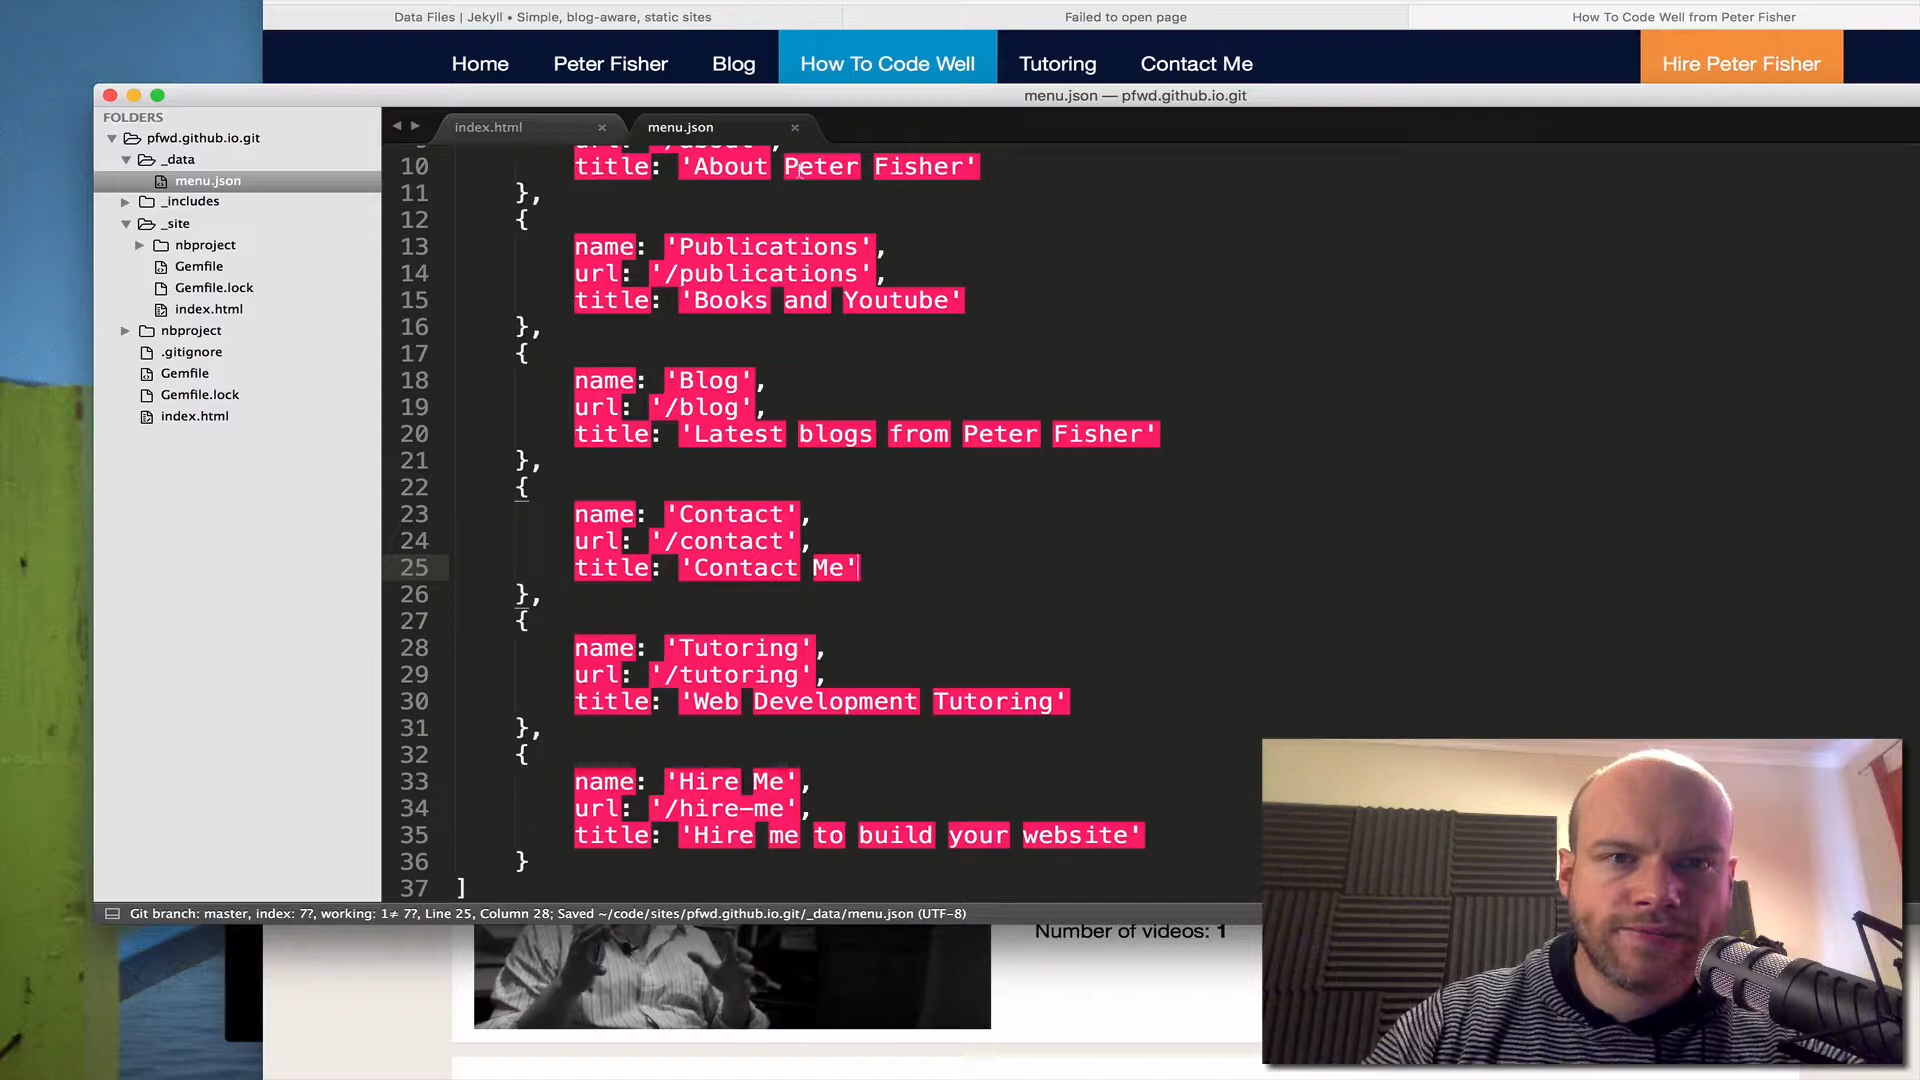 Data Files | Jekyll • Simple, blog-aware, static sites
Failed to open page
How To Code Well from Peter Fisher
Home
Peter Fisher
Blog
How To Code Well
Tutoring
Contact Me
Hire Peter Fisher
menu.json — pfwd.github.io.git
FOLDERS
pfwd.github.io.git
_data
menu.json
_includes
_site
nbproject
Gemfile
Gemfile.lock
index.html
nbproject
.gitignore
Gemfile
Gemfile.lock
index.html
index.html
menu.json
10 title: 'About Peter Fisher'
11 },
12 {
13 name: 'Publications',
14 url: '/publications',
15 title: 'Books and Youtube'
16 },
17 {
18 name: 'Blog',
19 url: '/blog',
20 title: 'Latest blogs from Peter Fisher'
21 },
22 {
23 name: 'Contact',
24 url: '/contact',
25 title: 'Contact Me'
26 },
27 {
28 name: 'Tutoring',
29 url: '/tutoring',
30 title: 'Web Development Tutoring'
31 },
32 {
33 name: 'Hire Me',
34 url: '/hire-me',
35 title: 'Hire me to build your website'
36 }
37 ]
Git branch: master, index: 7?, working: 1≠ 7?, Line 25, Column 28; Saved ~/code/sites/pfwd.github.io.git/_data/menu.json (UTF-8)
Number of videos: 1